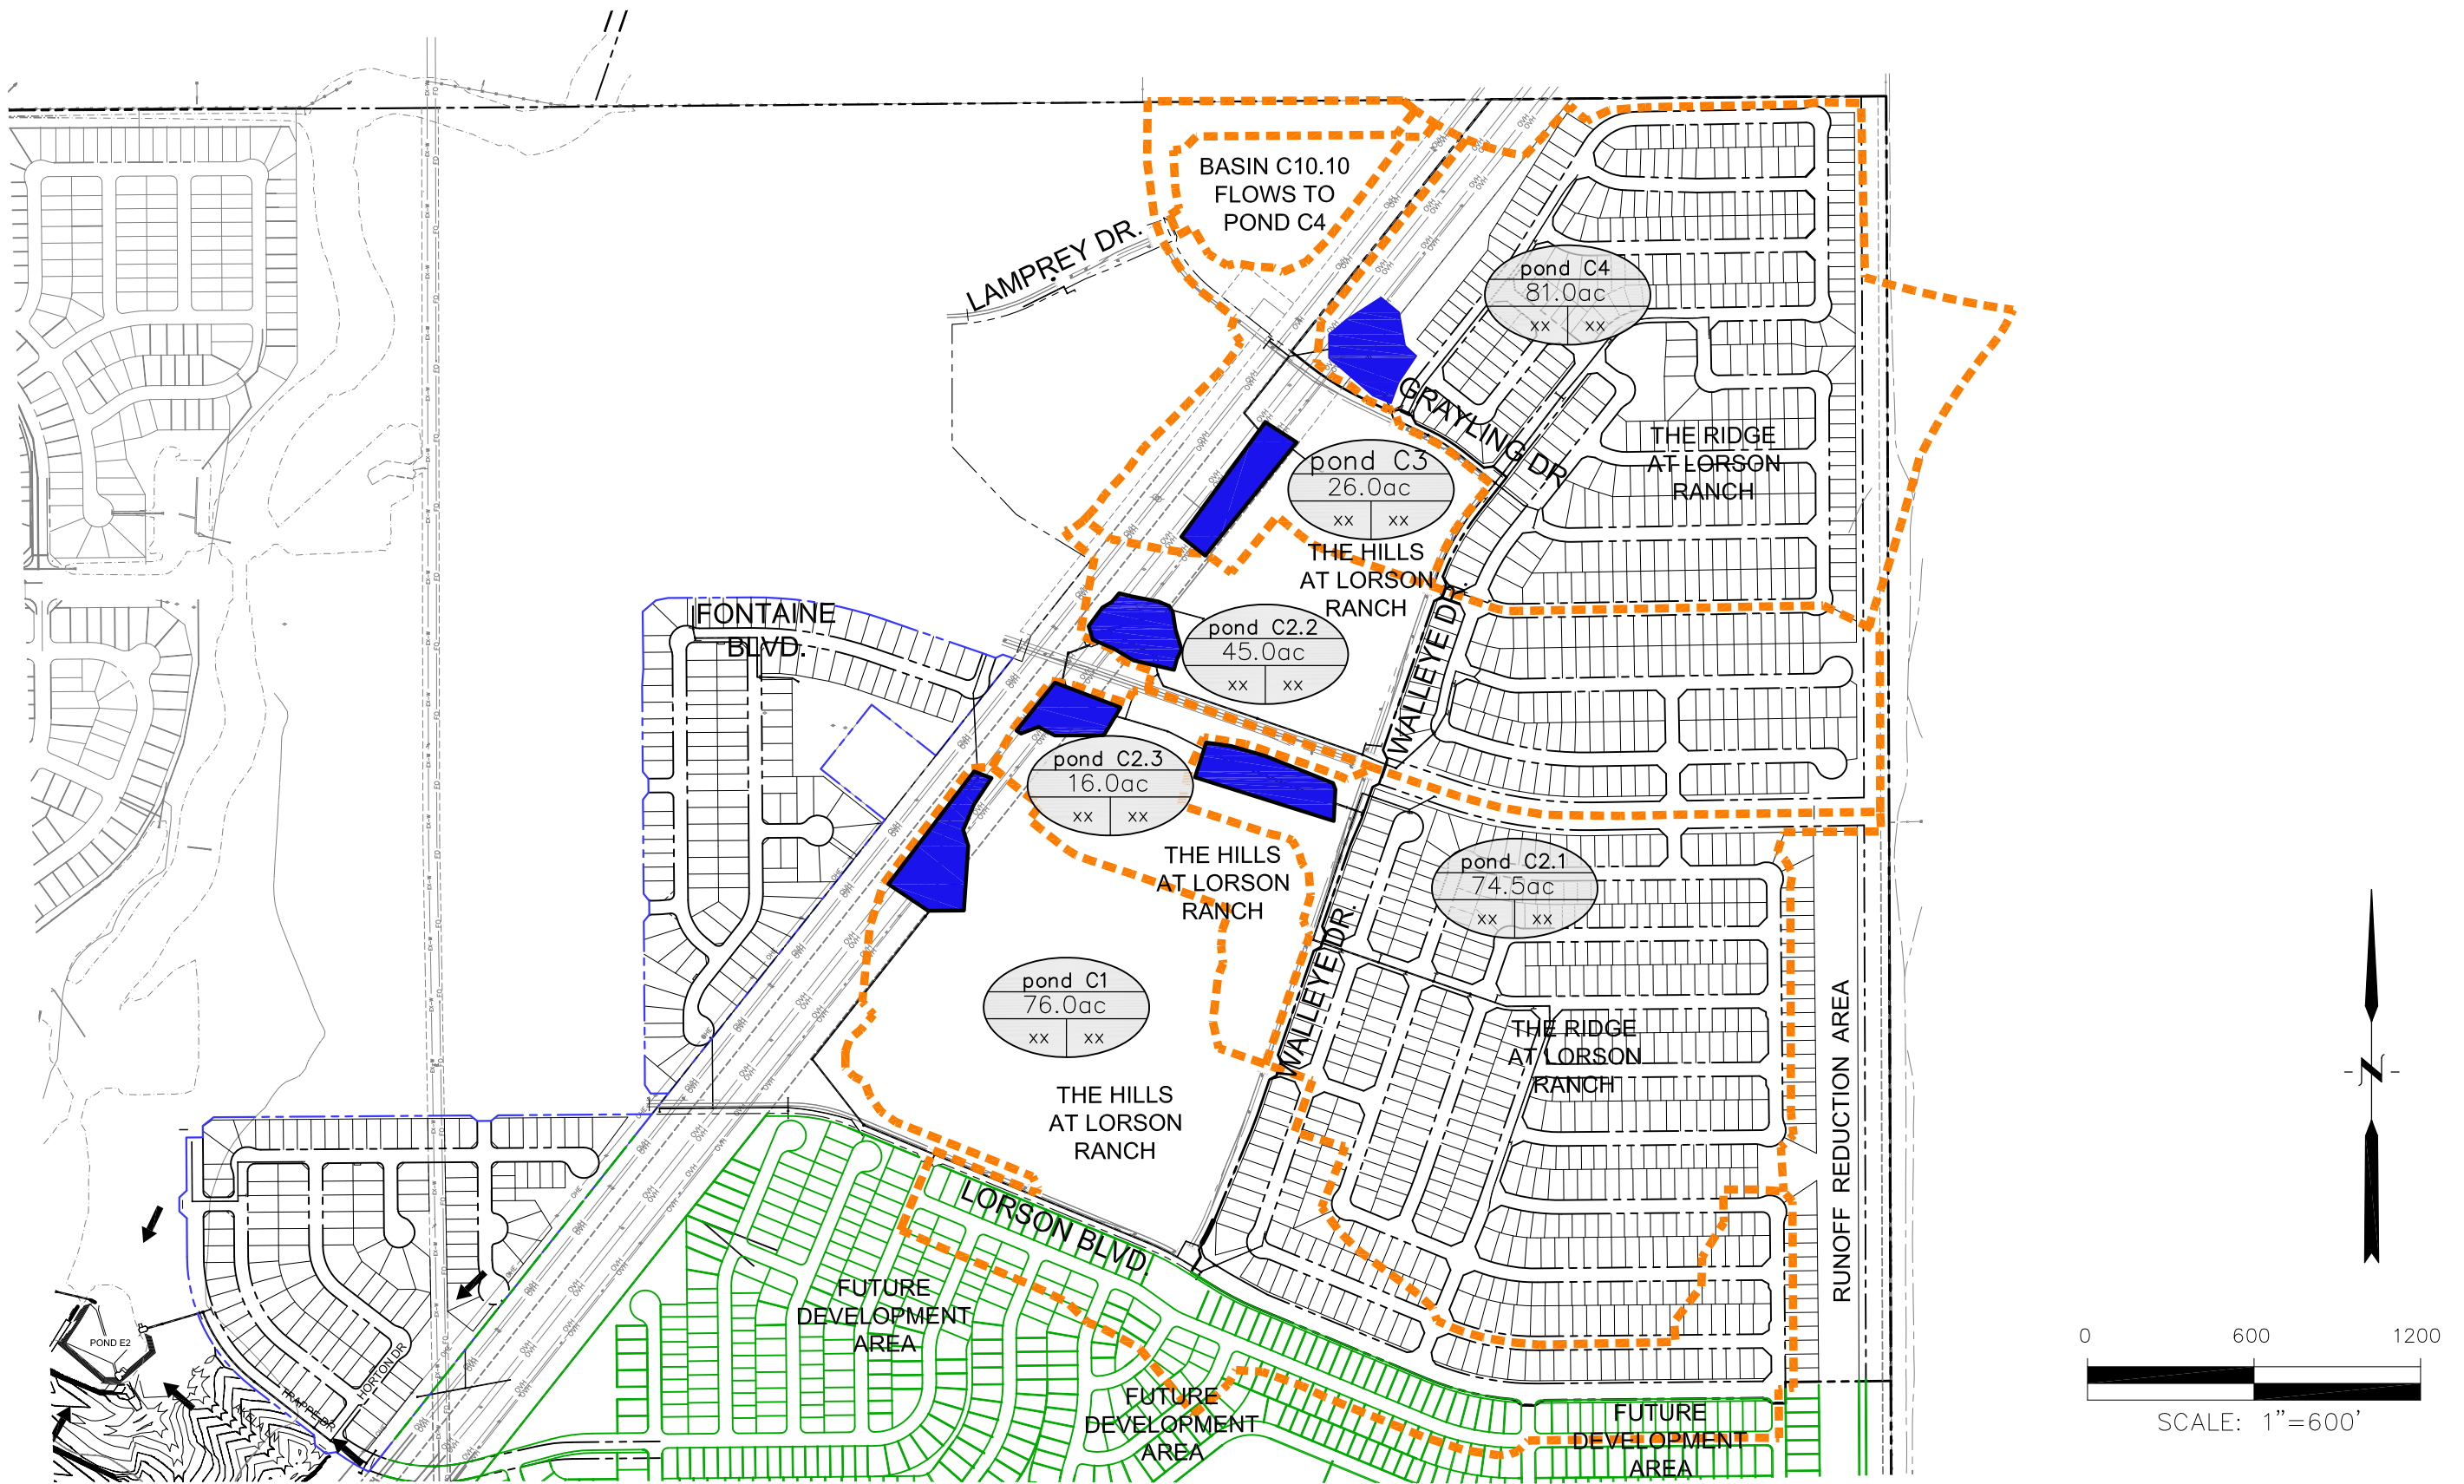 BASIN C10.10
FLOWS TO
POND C4
LAMPREY DR.
pond C4
81.0ac
xx xx
GRAYLING DR
THE RIDGE
AT LORSON
RANCH
pond C3
26.0ac
xx xx
THE HILLS
AT LORSON
RANCH
FONTAINE
BLVD.
pond C2.2
45.0ac
xx xx
WALLEYE DR.
pond C2.3
16.0ac
xx xx
THE HILLS
AT LORSON
RANCH
pond C2.1
74.5ac
xx xx
WALLEYE DR.
WALLEYE DR.
pond C1
76.0ac
xx xx
THE RIDGE
AT LORSON
RANCH
RUNOFF REDUCTION AREA
THE HILLS
AT LORSON
RANCH
LORSON BLVD.
FUTURE
DEVELOPMENT
AREA
FUTURE
DEVELOPMENT
AREA
FUTURE
DEVELOPMENT
AREA
POND E2
HORTON DR
TRAPPE DR
N
0 600 1200
SCALE: 1"=600'